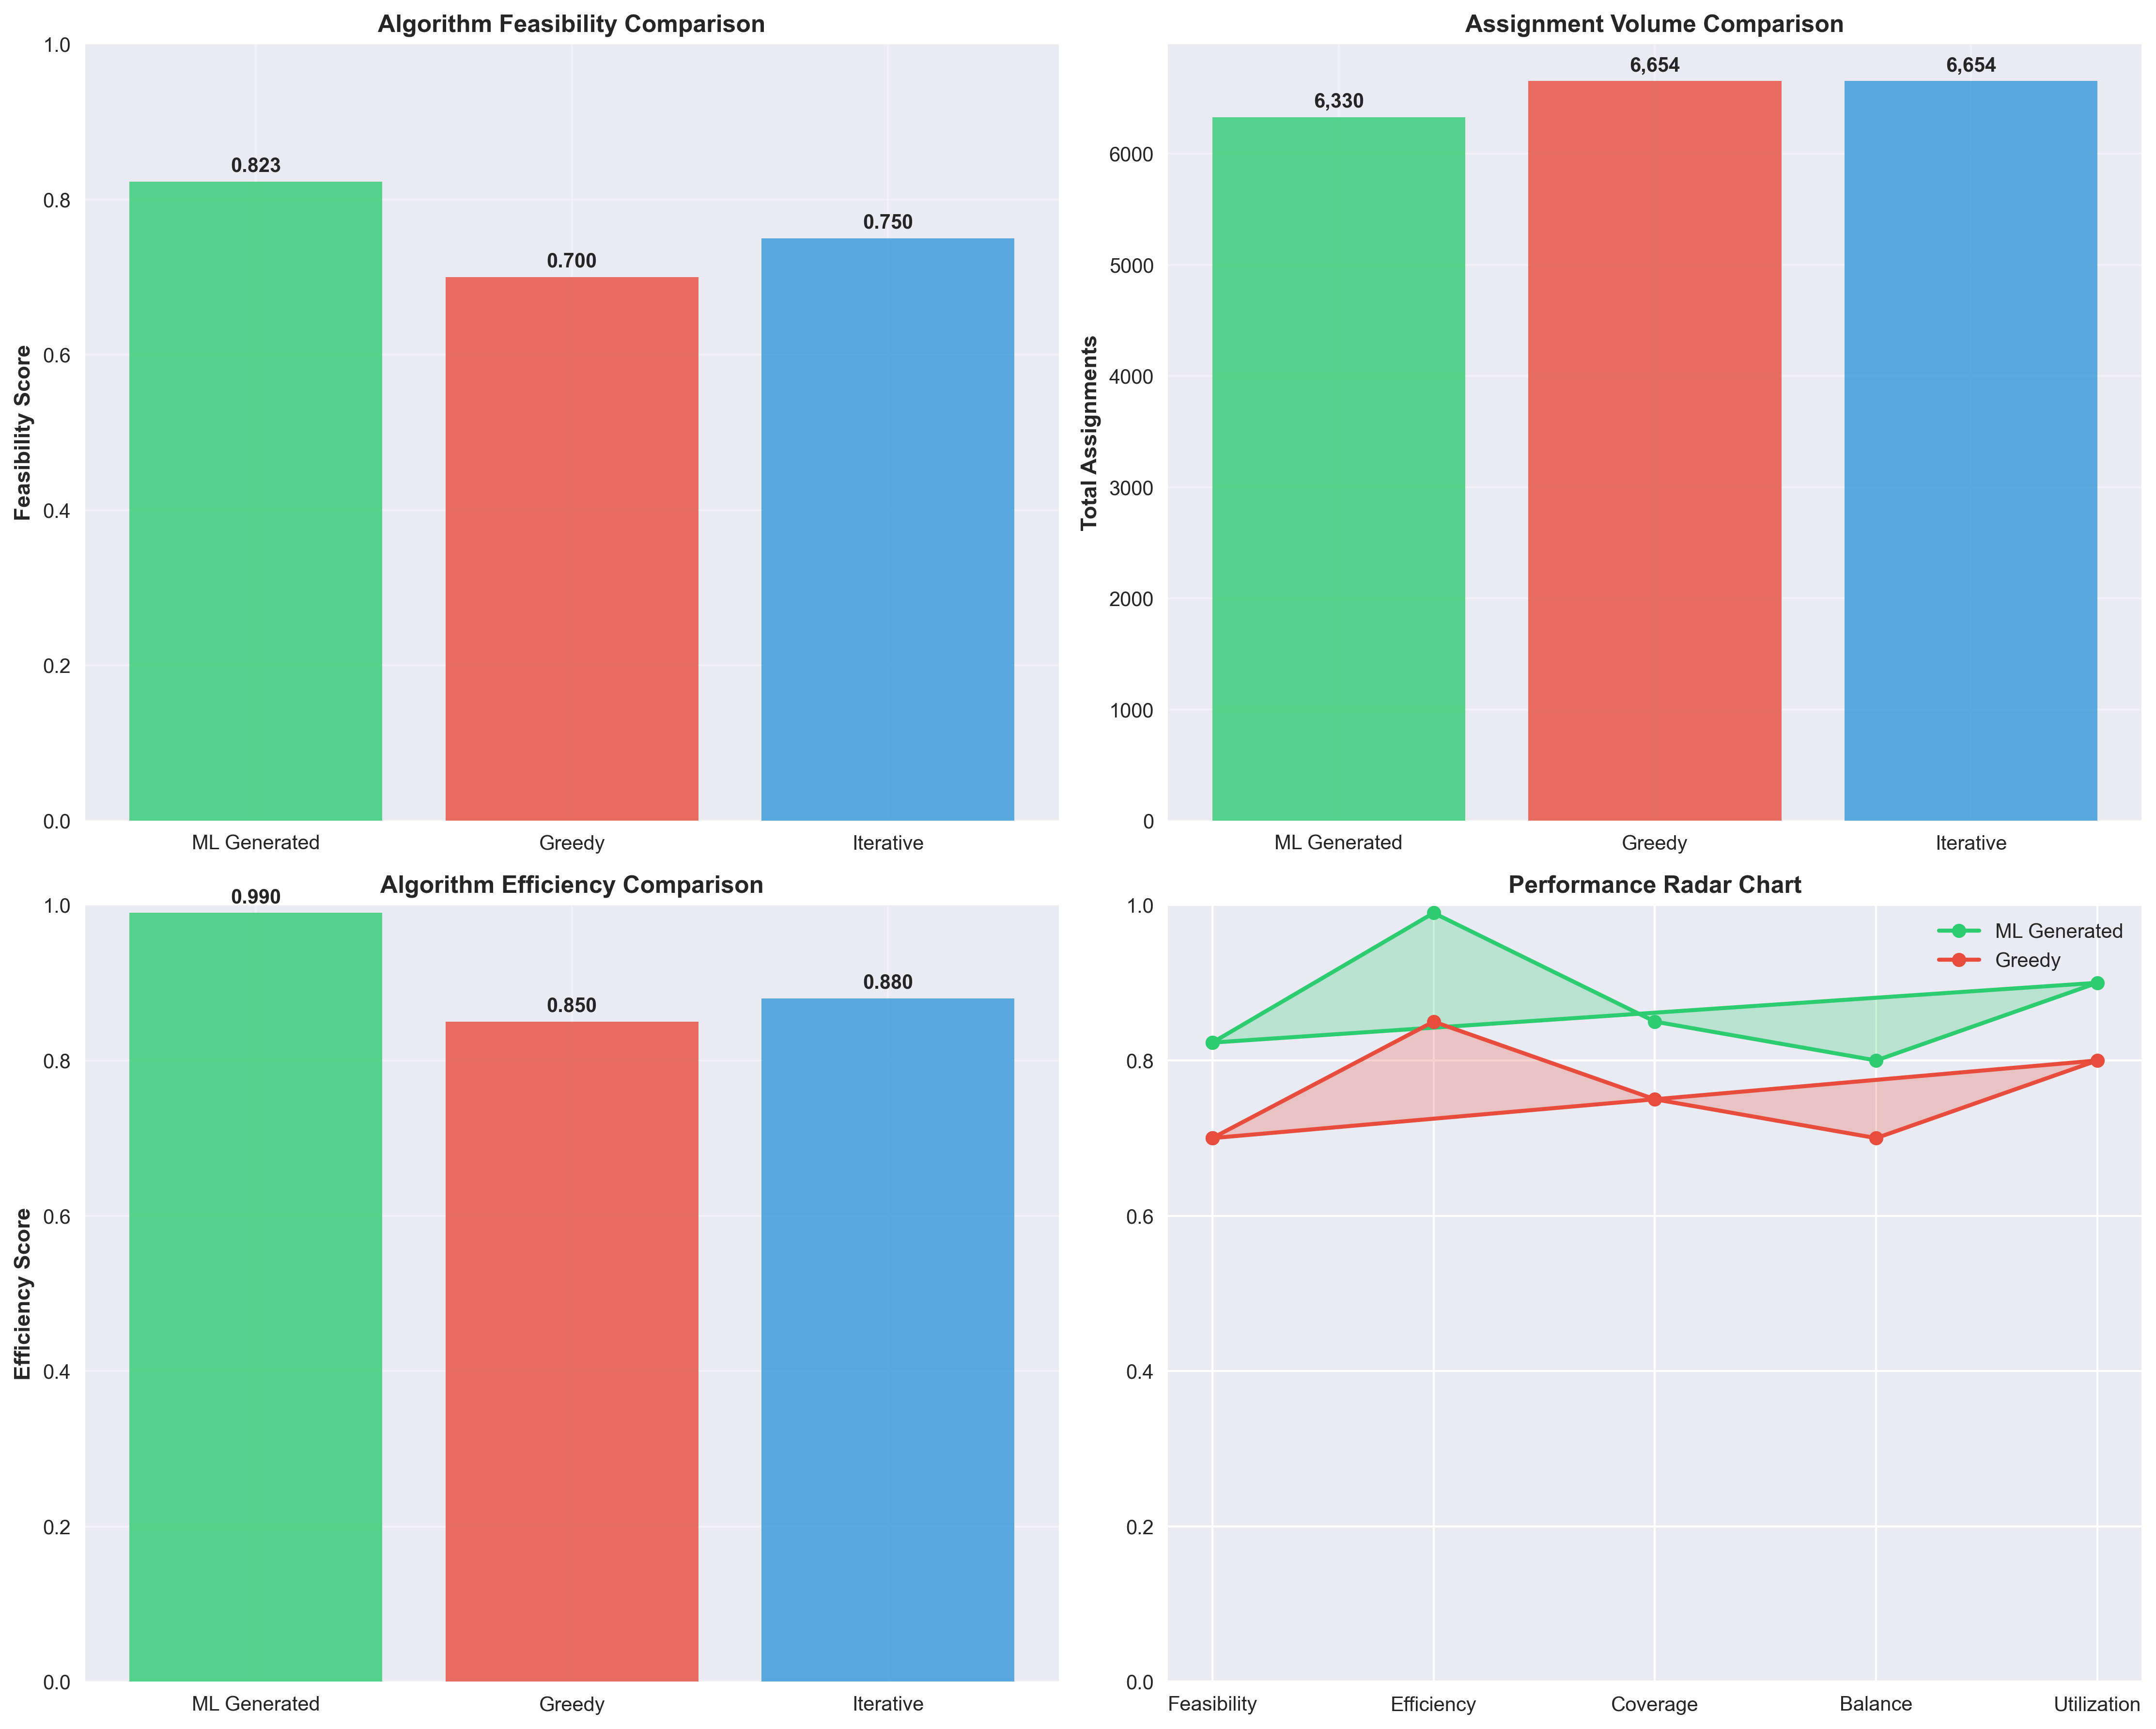 Algorithm Feasibility Comparison
Feasibility Score
1.0
0.8
0.6
0.4
0.2
0.0
0.823
0.700
0.750
ML Generated
Greedy
Iterative
Assignment Volume Comparison
Total Assignments
6000
5000
4000
3000
2000
1000
0
6,330
6,654
6,654
ML Generated
Greedy
Iterative
Algorithm Efficiency Comparison
Efficiency Score
1.0
0.8
0.6
0.4
0.2
0.0
0.990
0.850
0.880
ML Generated
Greedy
Iterative
Performance Radar Chart
1.0
0.8
0.6
0.4
0.2
0.0
ML Generated
Greedy
Feasibility
Efficiency
Coverage
Balance
Utilization